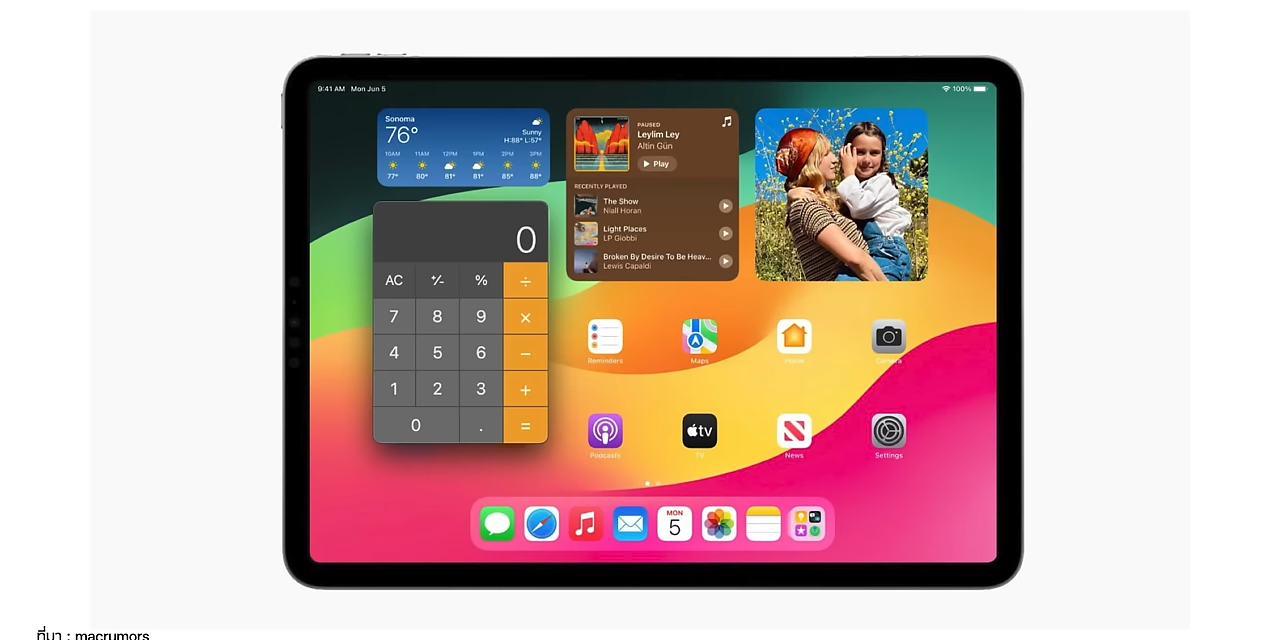 9:41 AM Mon Jun 5
100%
Sonoma
76°
Sunny
H:88° L:57°
10AM 11AM 12PM 1PM 2PM 3PM
77° 80° 81° 81° 85° 88°
PAUSED
Leylim Ley
Altin Gün
Play
RECENTLY PLAYED
The Show
Niall Horan
Light Places
LP Giobbi
Broken By Desire To Be Heav...
Lewis Capaldi
0
AC +/- % ÷
7 8 9 ×
4 5 6 −
1 2 3 +
0 . =
Reminders Maps Home Camera
tv
Podcasts TV News Settings
MON
5
ที่มา : macrumors